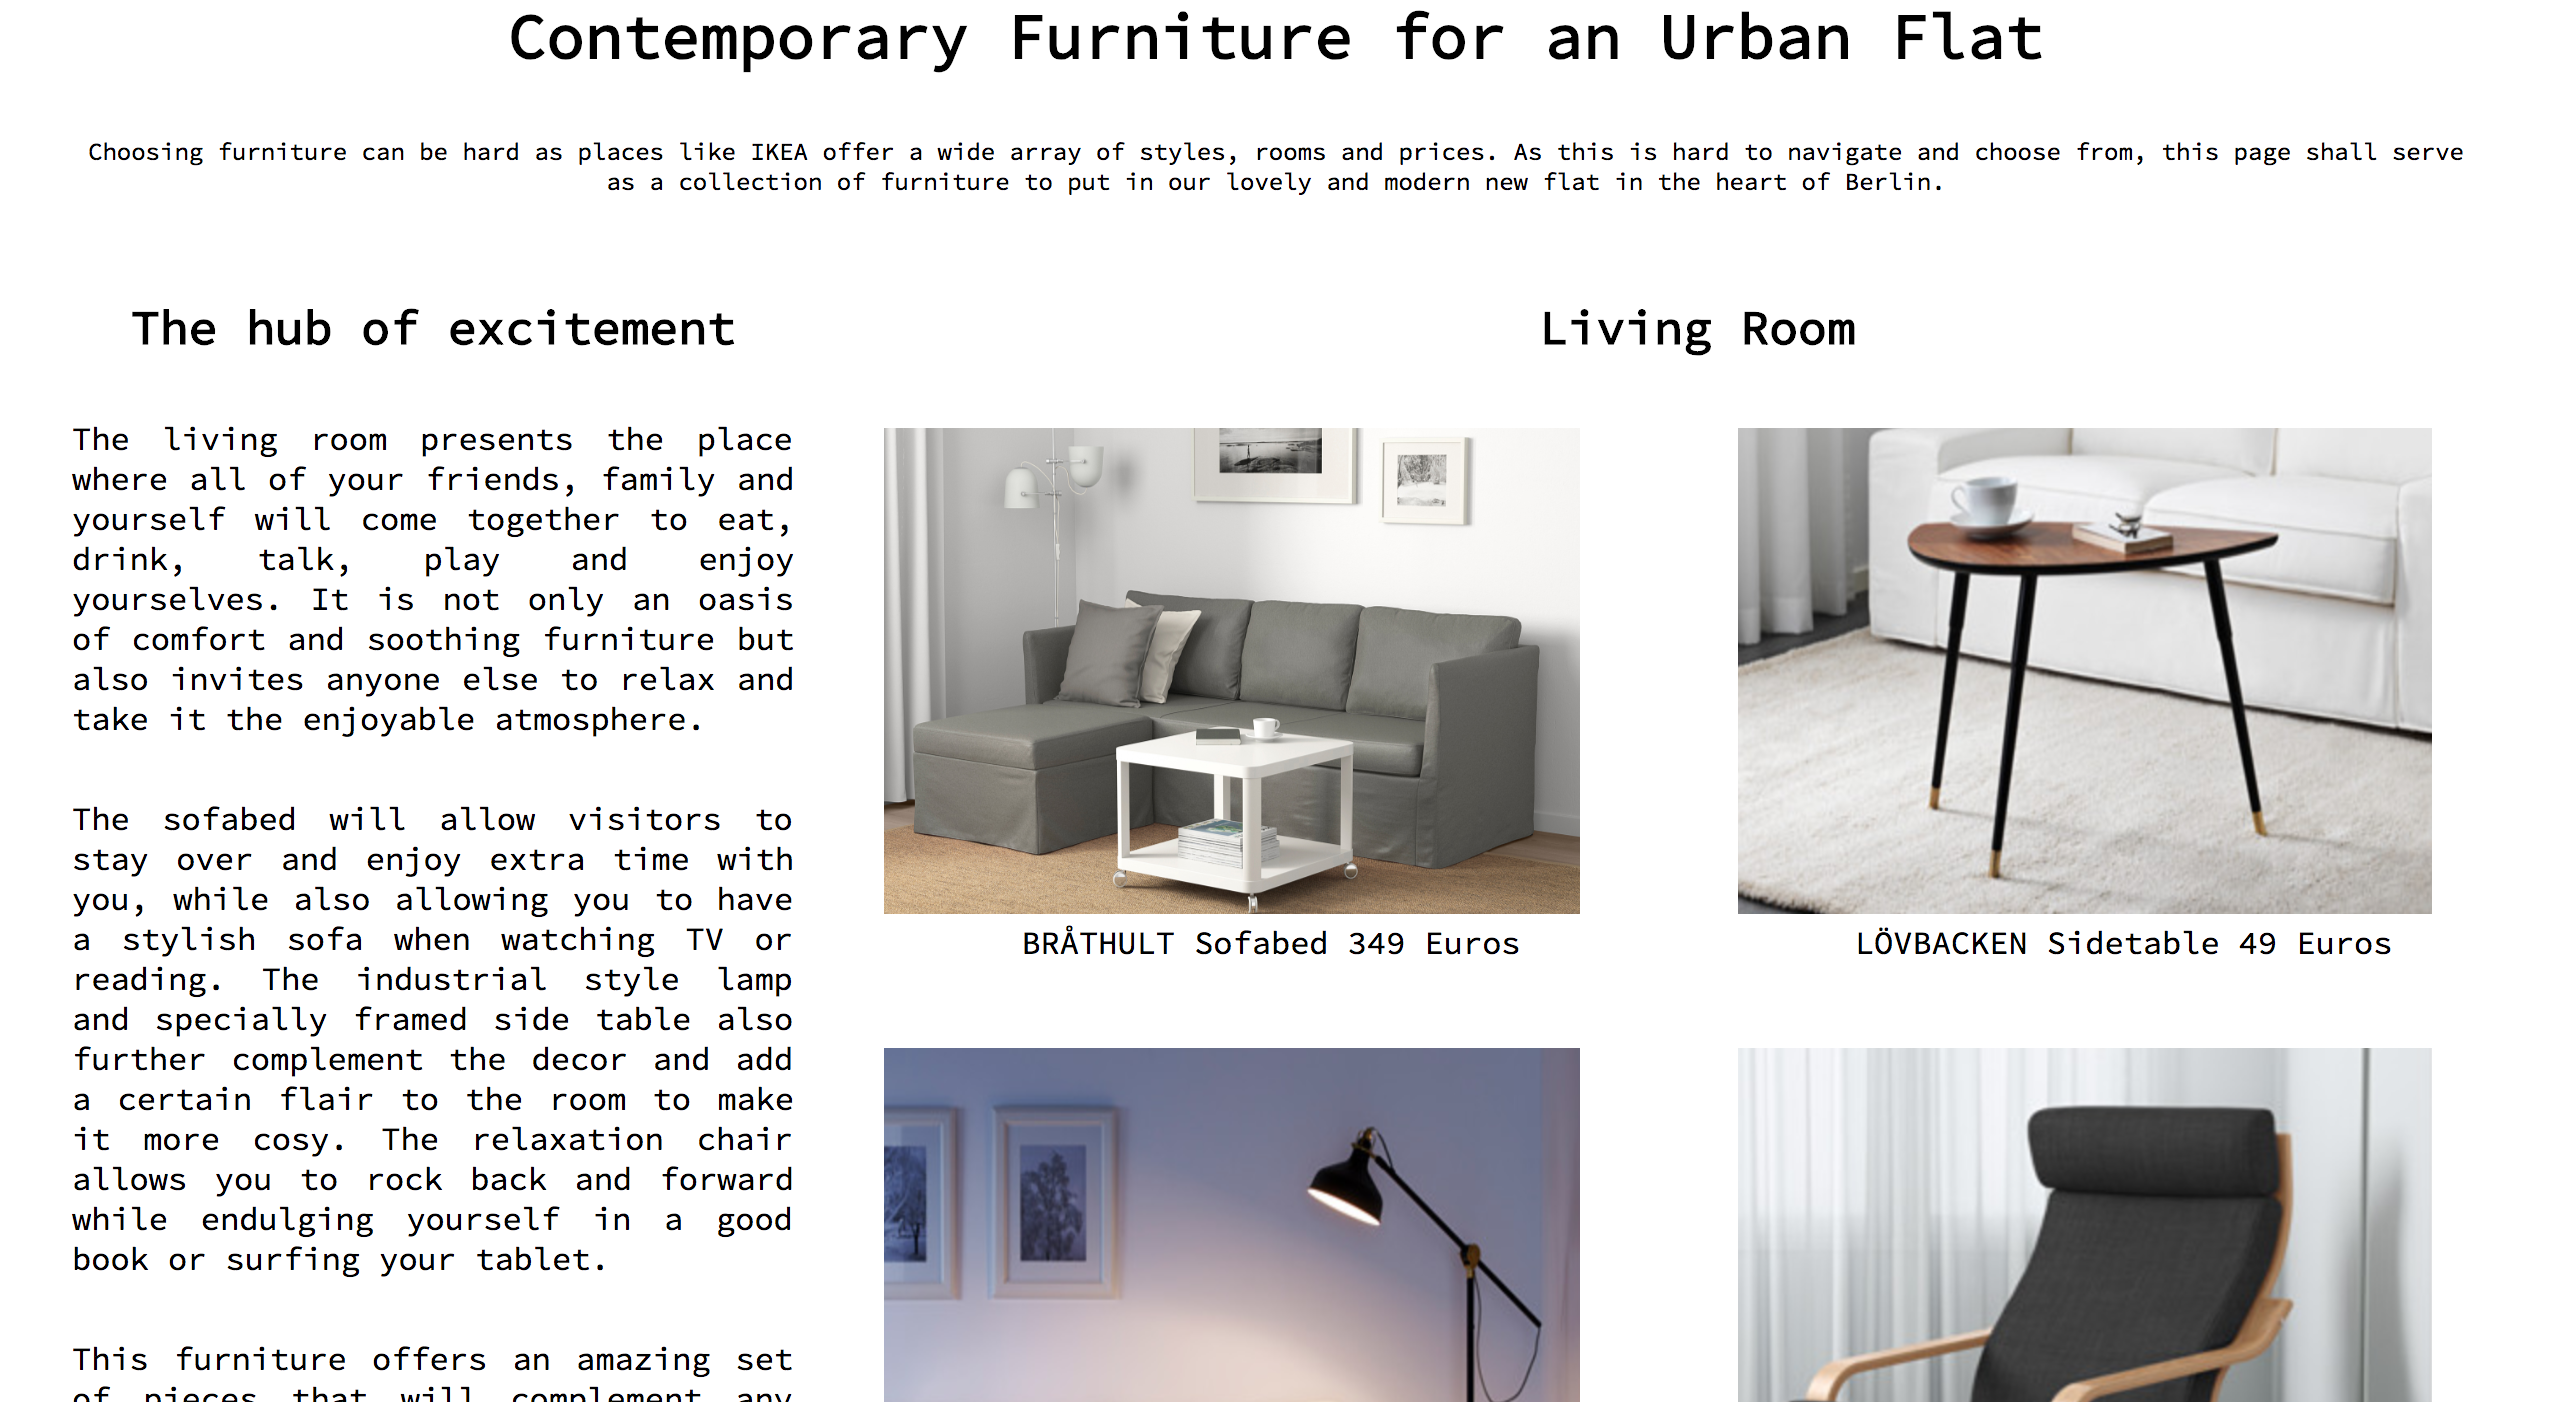 Contemporary Furniture for an Urban Flat
Choosing furniture can be hard as places like IKEA offer a wide array of styles, rooms and prices. As this is hard to navigate and choose from, this page shall serve
as a collection of furniture to put in our lovely and modern new flat in the heart of Berlin.
The hub of excitement
The living room presents the place
where all of your friends, family and
yourself will come together to eat,
drink, talk, play and enjoy
yourselves. It is not only an oasis
of comfort and soothing furniture but
also invites anyone else to relax and
take it the enjoyable atmosphere.
The sofabed will allow visitors to
stay over and enjoy extra time with
you, while also allowing you to have
a stylish sofa when watching TV or
reading. The industrial style lamp
and specially framed side table also
further complement the decor and add
a certain flair to the room to make
it more cosy. The relaxation chair
allows you to rock back and forward
while endulging yourself in a good
book or surfing your tablet.
This furniture offers an amazing set
of pieces that will complement any
Living Room
BRÅTHULT Sofabed 349 Euros
LÖVBACKEN Sidetable 49 Euros